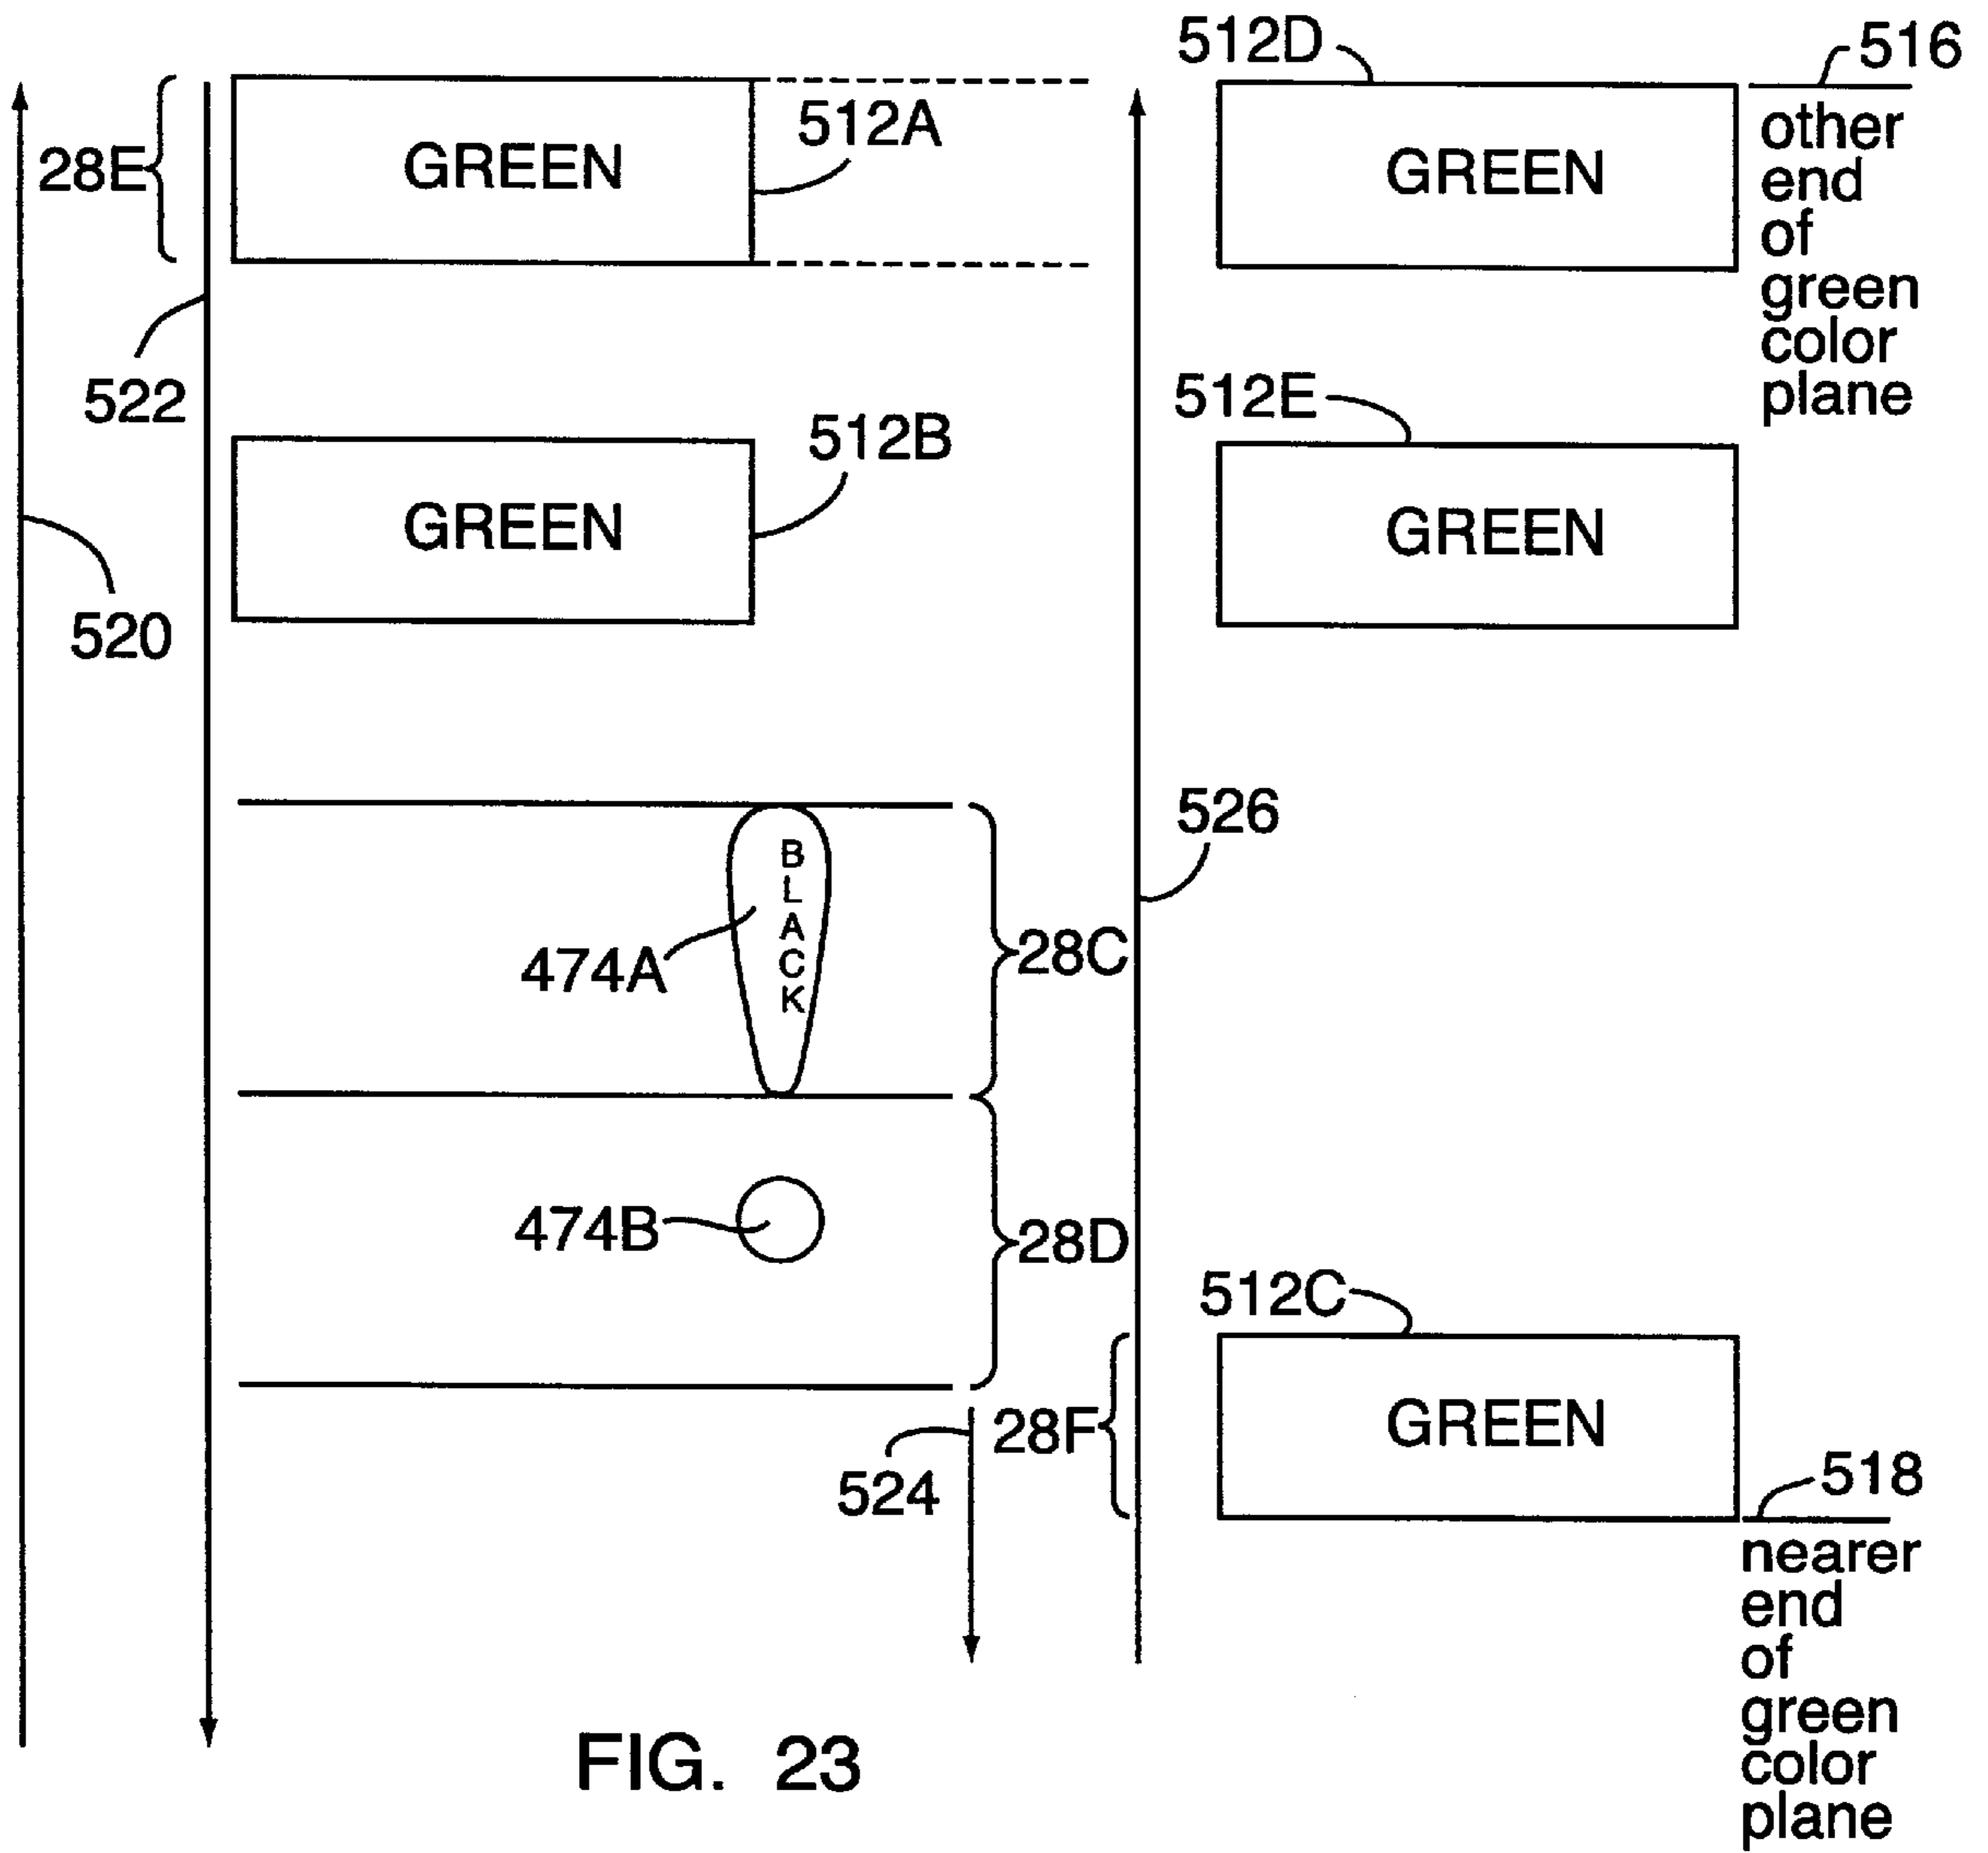 512D
516
28E
GREEN
512A
GREEN
other
end
of
green
color
plane
522
512B
512E
GREEN
GREEN
520
526
BLACK
474A
28C
474B
28D
512C
28F
GREEN
524
518
nearer
end
of
green
color
plane
FIG. 23